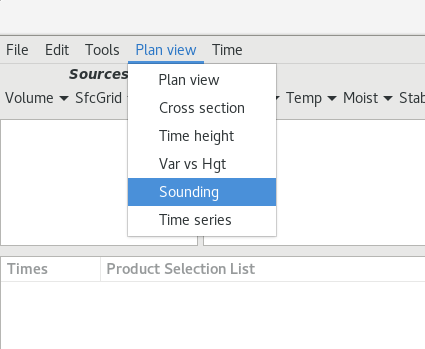 File Edit Tools Plan view Time
Sources
Volume SfcGrid Temp Moist Stab
Plan view
Cross section
Time height
Var vs Hgt
Sounding
Time series
Times Product Selection List